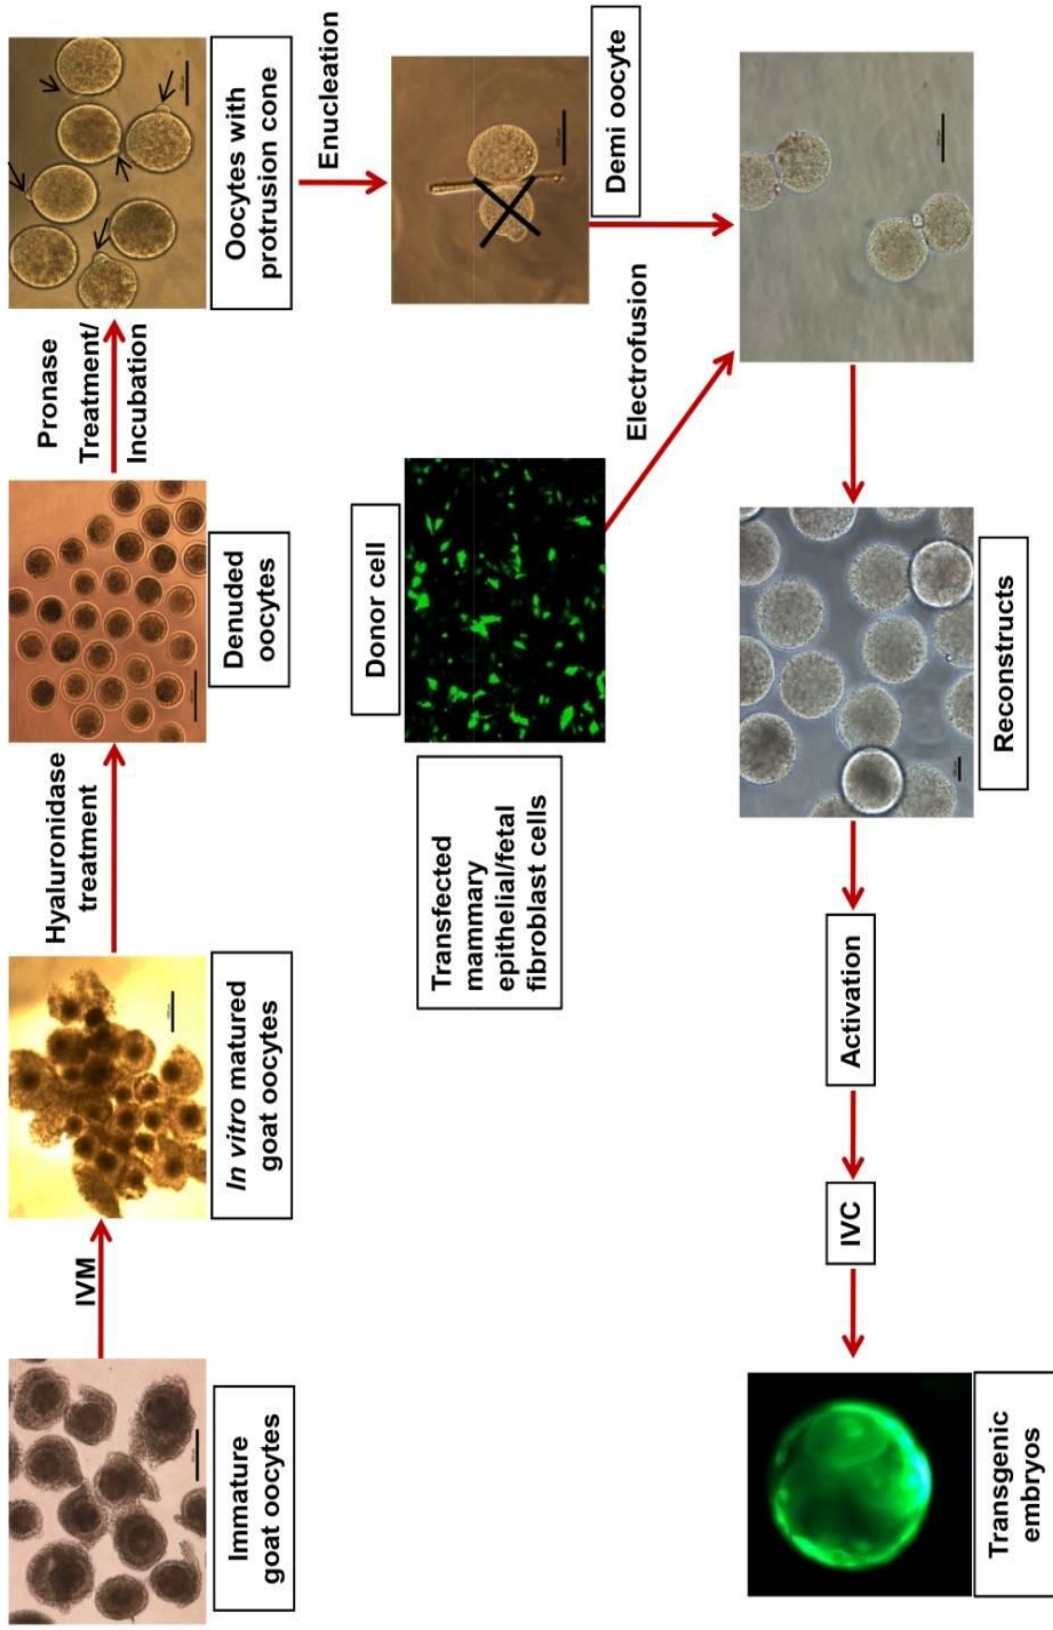 Immature
goat oocytes
IVM
In vitro matured
goat oocytes
Hyaluronidase
treatment
Denuded
oocytes
Pronase
Treatment/
Incubation
Oocytes with
protrusion cone
Enucleation
Demi oocyte
Donor cell
Transfected
mammary
epithelial/fetal
fibroblast cells
Electrofusion
Reconstructs
Activation
IVC
Transgenic
embryos